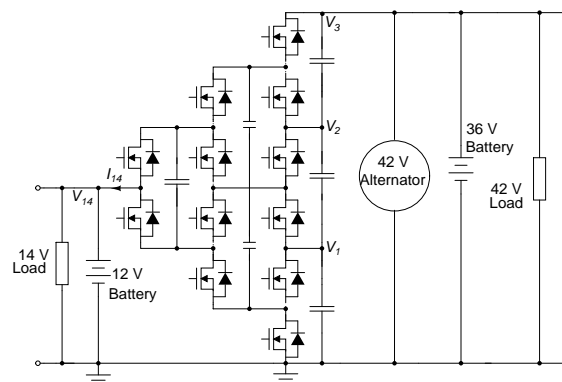 V3
V2
36 V
Battery
42 V
Alternator
42 V
Load
I14
V14
14 V
Load
12 V
Battery
V1